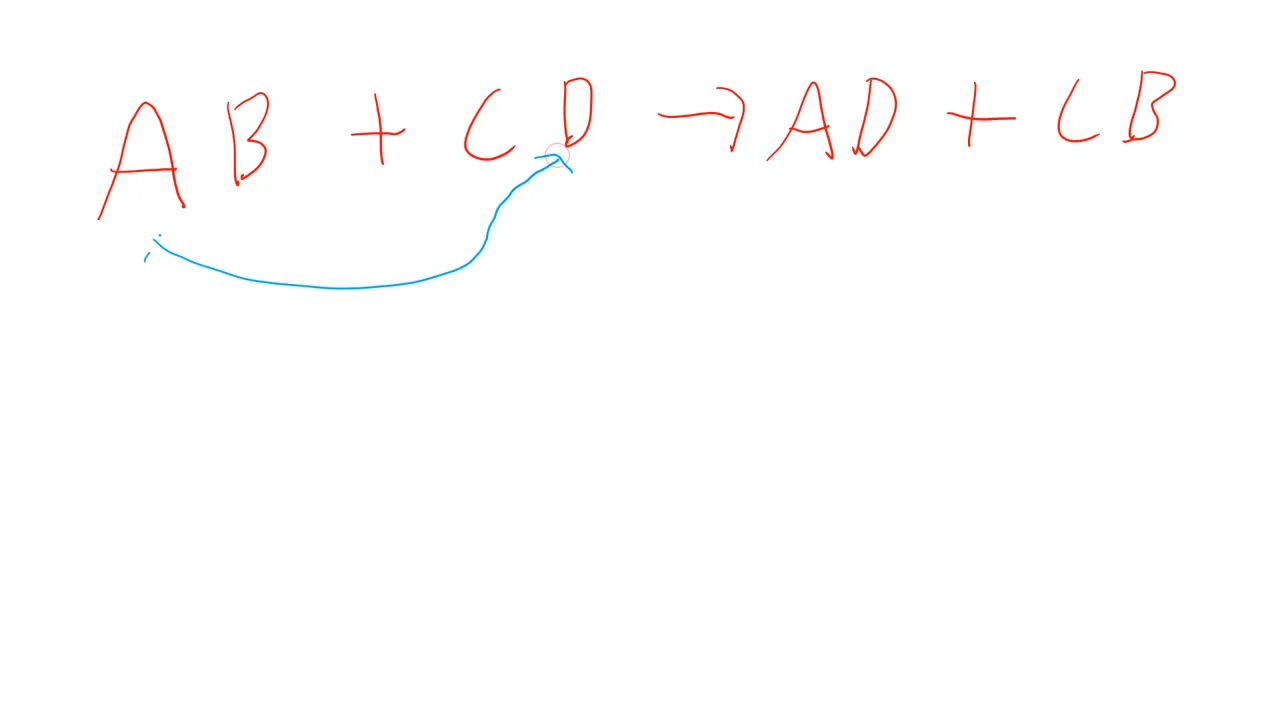 AB + CD → AD + CB